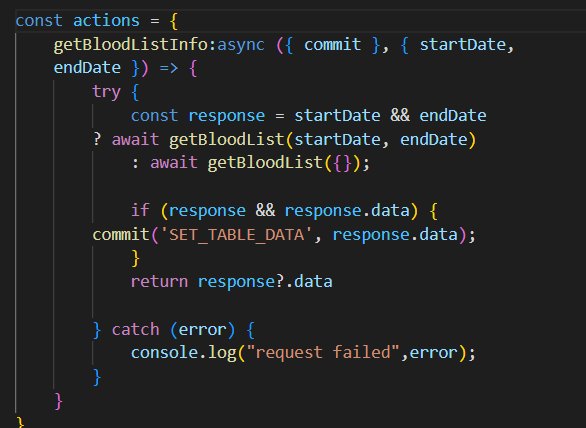 const actions = {
getBloodListInfo:async ({ commit }, { startDate,
endDate }) => {
try {
const response = startDate && endDate
? await getBloodList(startDate, endDate)
: await getBloodList({});
if (response && response.data) {
commit('SET_TABLE_DATA', response.data);
}
return response?.data
} catch (error) {
console.log("request failed",error);
}
}
}